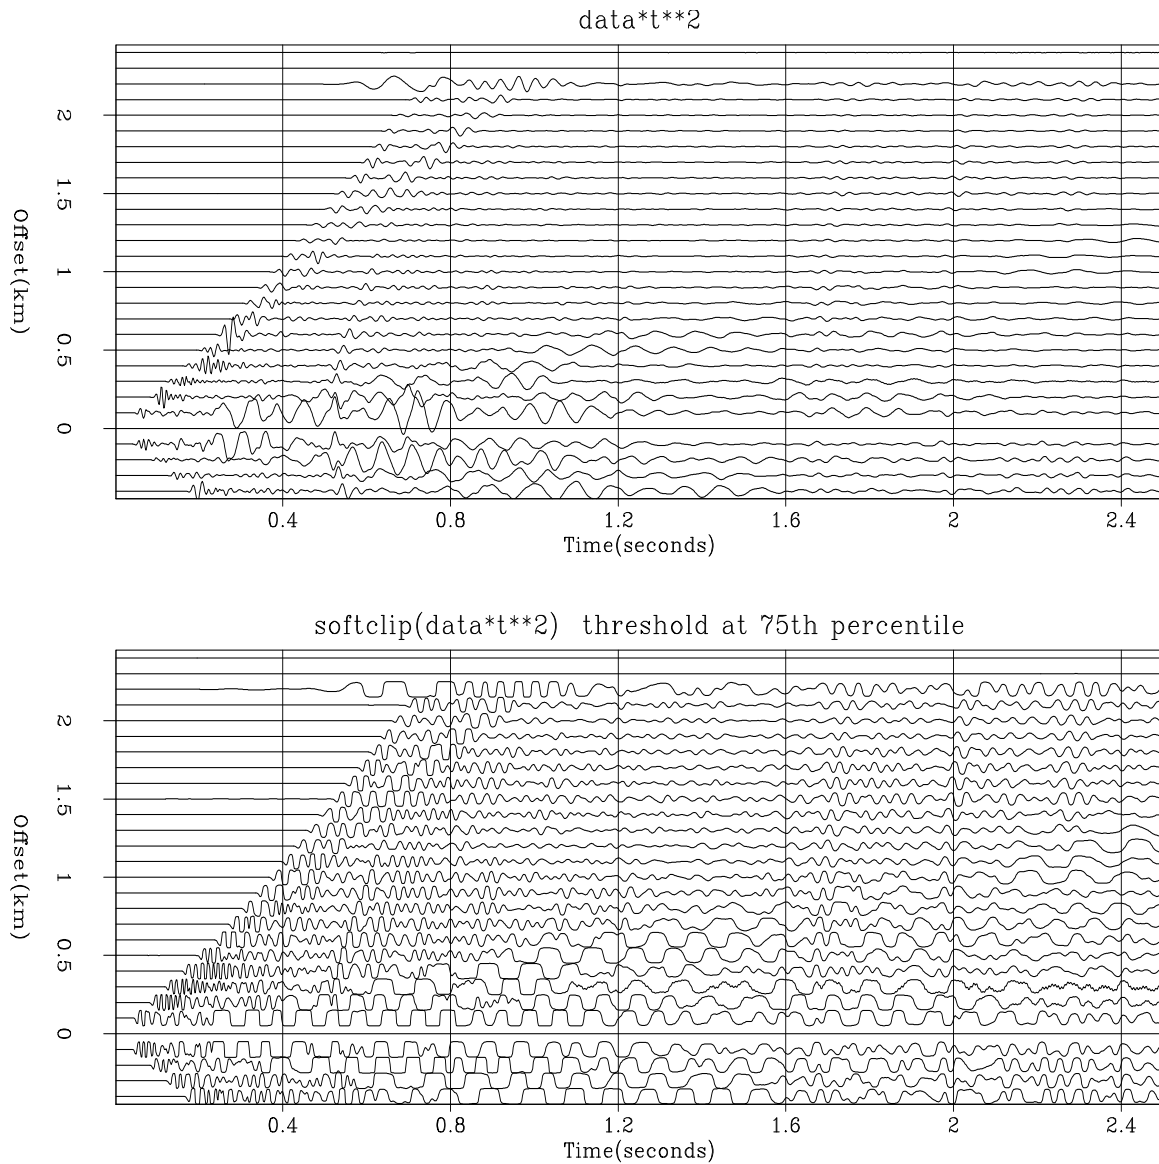 data*t**2
2
1.5
1
0.5
0
Offset(km)
0.4 0.8 1.2 1.6 2 2.4
Time(seconds)
softclip(data*t**2) threshold at 75th percentile
2
1.5
1
0.5
0
Offset(km)
0.4 0.8 1.2 1.6 2 2.4
Time(seconds)